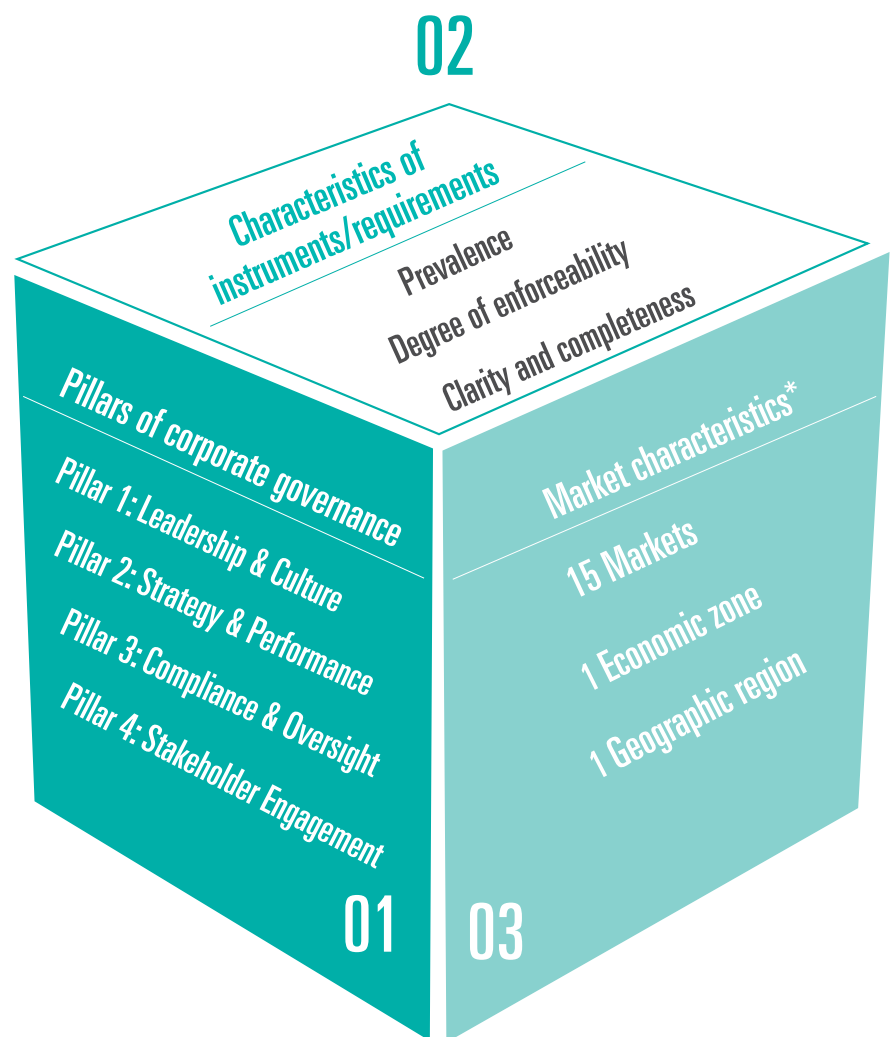 02
Characteristics of
instruments/requirements
Prevalence
Degree of enforceability
Clarity and completeness
Pillars of corporate governance
Pillar 1: Leadership & Culture
Pillar 2: Strategy & Performance
Pillar 3: Compliance & Oversight
Pillar 4: Stakeholder Engagement
01
Market characteristics*
15 Markets
1 Economic zone
1 Geographic region
03